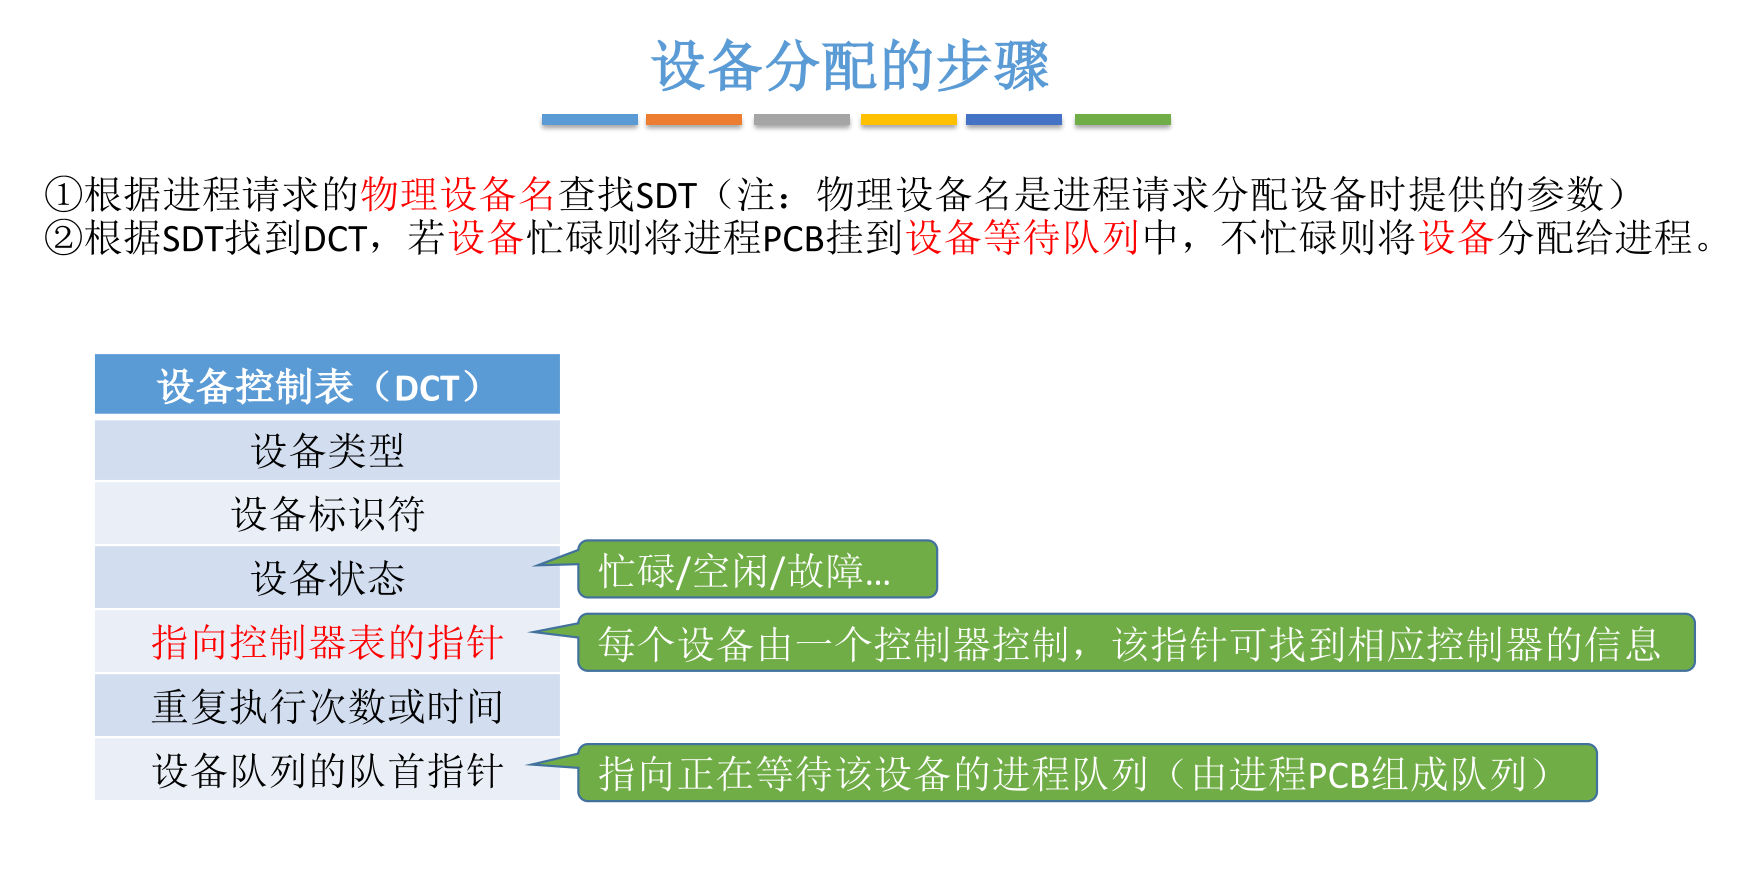 设备分配的步骤
①根据进程请求的物理设备名查找SDT（注：物理设备名是进程请求分配设备时提供的参数）
②根据SDT找到DCT，若设备忙碌则将进程PCB挂到设备等待队列中，不忙碌则将设备分配给进程。
设备控制表（DCT）
设备类型
设备标识符
设备状态
忙碌/空闲/故障...
指向控制器表的指针
每个设备由一个控制器控制，该指针可找到相应控制器的信息
重复执行次数或时间
设备队列的队首指针
指向正在等待该设备的进程队列（由进程PCB组成队列）